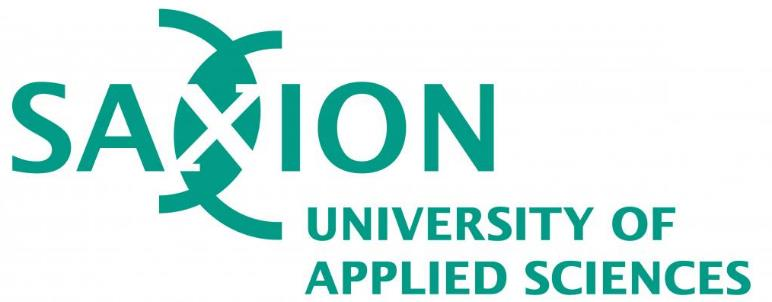 SAXION
UNIVERSITY OF
APPLIED SCIENCES